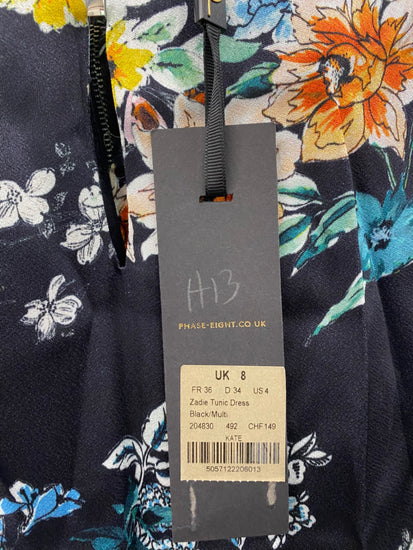 H13
PHASE-EIGHT.CO.UK
UK 8
FR 36 D 34 US 4
Zadie Tunic Dress
Black/Multi
204830 492 CHF 149
KATE
5057122206013